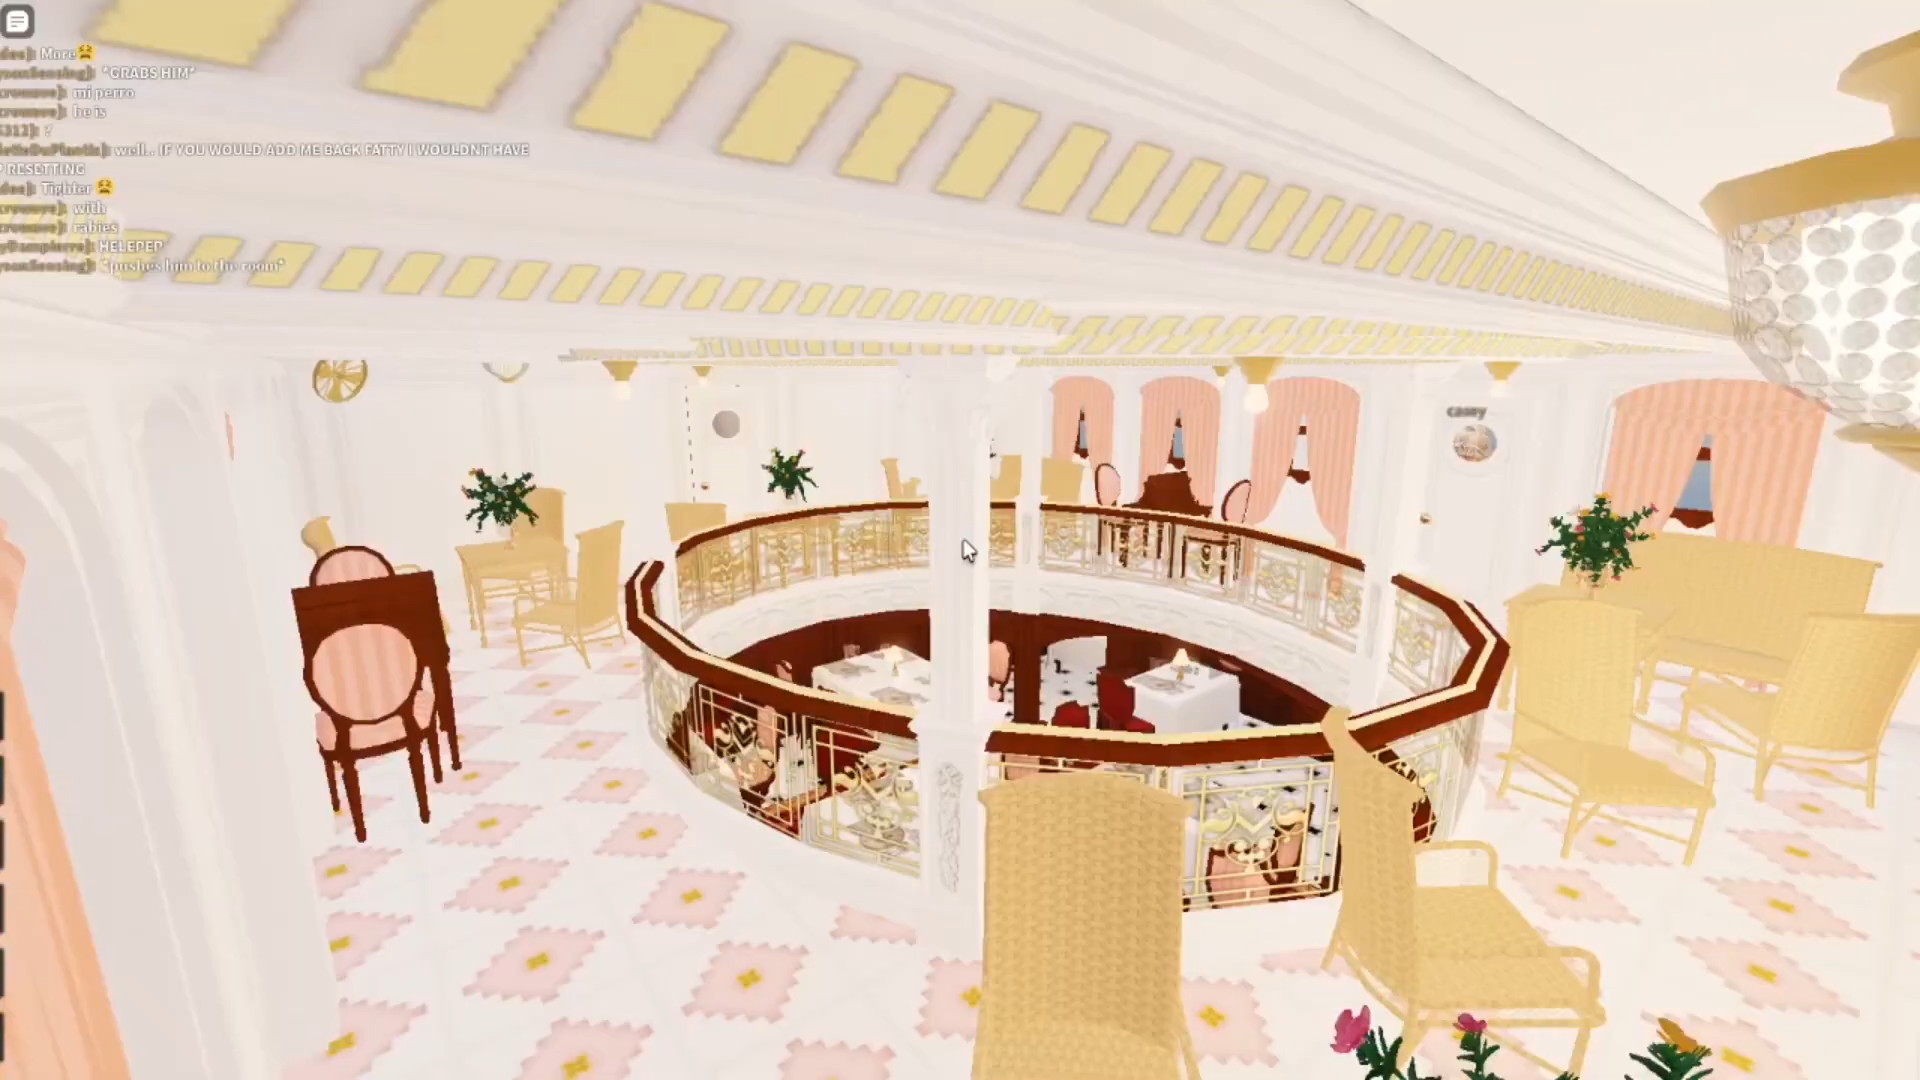 More😫
*GRABS HIM*
mi perro
he is
?
well.. IF YOU WOULD ADD ME BACK FATTY I WOULDNT HAVE
RESETTING
Tighter 😫
with
rabies
HELEPEP
*pushes him to the room*
casey